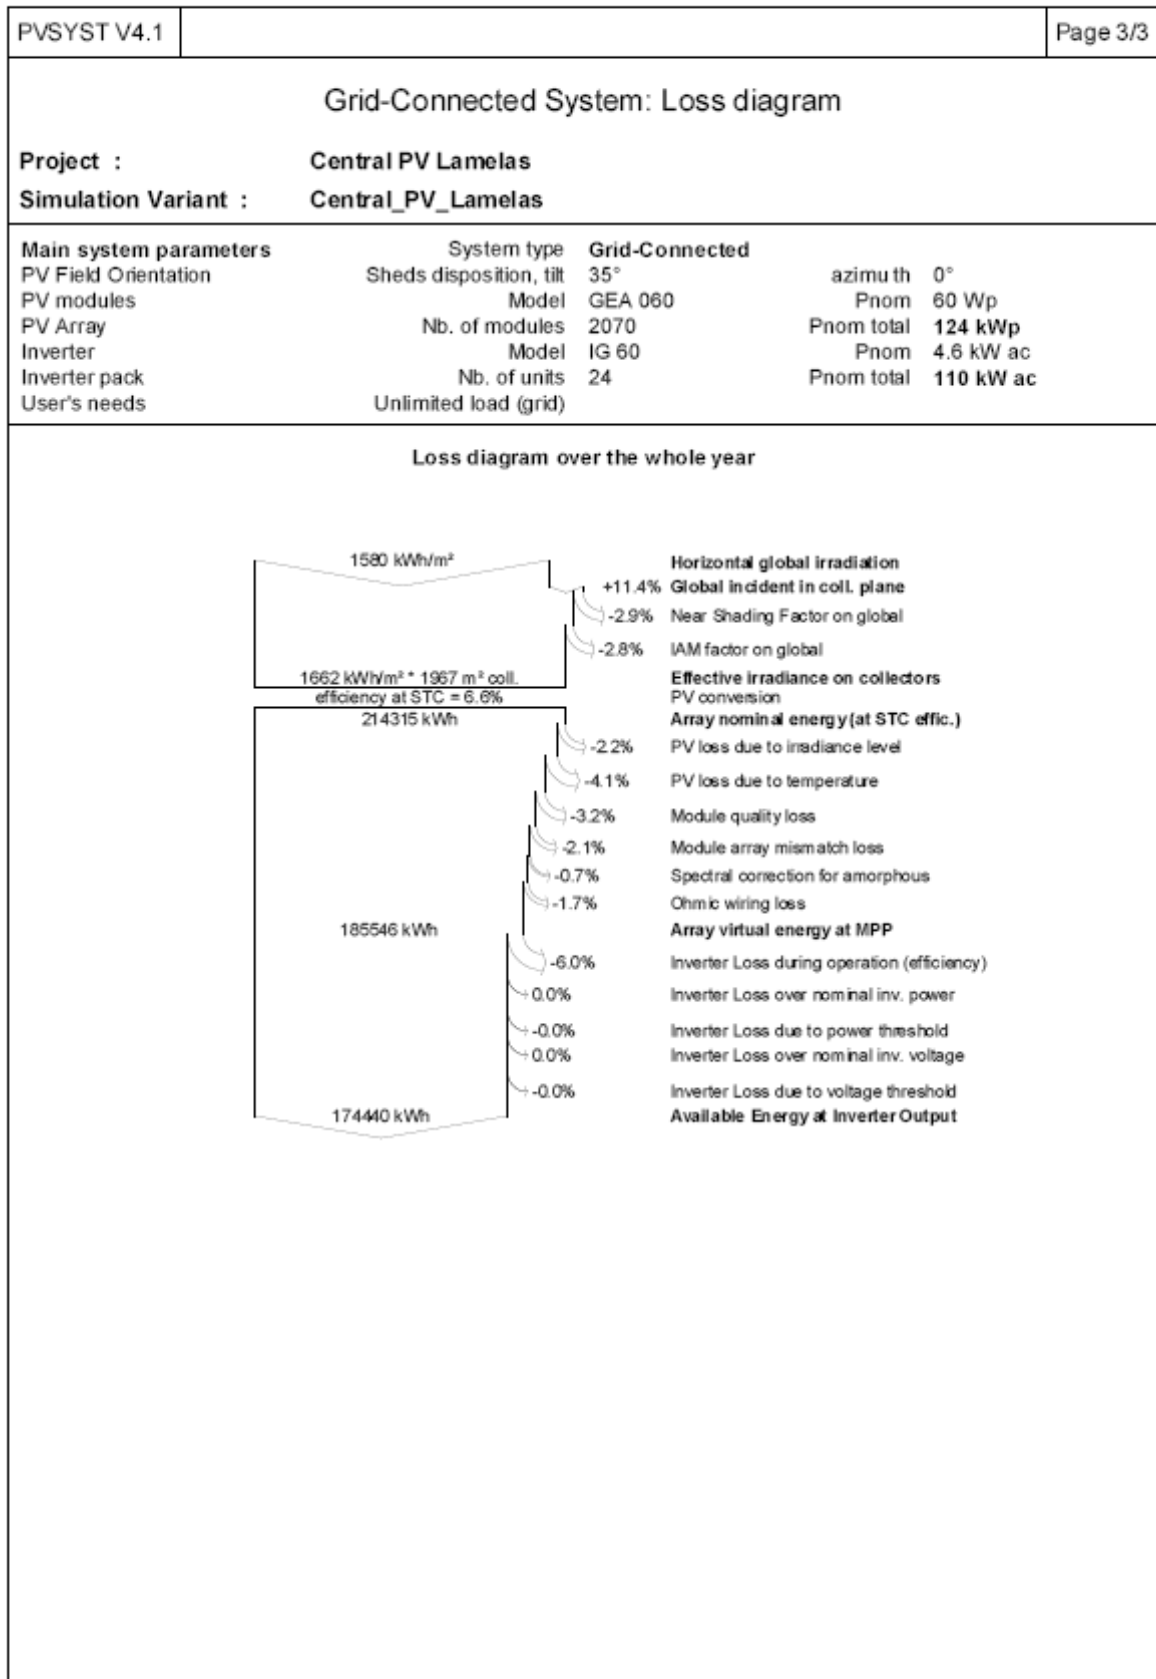 PVSYST V4.1 Page 3/3
Grid-Connected System: Loss diagram
Project : Central PV Lamelas
Simulation Variant : Central_PV_Lamelas
Main system parameters System type Grid-Connected
PV Field Orientation Sheds disposition, tilt 35° azimuth 0°
PV modules Model GEA 060 Pnom 60 Wp
PV Array Nb. of modules 2070 Pnom total 124 kWp
Inverter Model IG 60 Pnom 4.6 kW ac
Inverter pack Nb. of units 24 Pnom total 110 kW ac
User's needs Unlimited load (grid)
Loss diagram over the whole year
1580 kWh/m² Horizontal global irradiation
+11.4% Global incident in coll. plane
-2.9% Near Shading Factor on global
-2.8% IAM factor on global
1662 kWh/m² * 1967 m² coll. Effective irradiance on collectors
efficiency at STC = 6.6% PV conversion
214315 kWh Array nominal energy (at STC effic.)
-2.2% PV loss due to irradiance level
-4.1% PV loss due to temperature
-3.2% Module quality loss
-2.1% Module array mismatch loss
-0.7% Spectral correction for amorphous
-1.7% Ohmic wiring loss
185546 kWh Array virtual energy at MPP
-6.0% Inverter Loss during operation (efficiency)
0.0% Inverter Loss over nominal inv. power
-0.0% Inverter Loss due to power threshold
0.0% Inverter Loss over nominal inv. voltage
-0.0% Inverter Loss due to voltage threshold
174440 kWh Available Energy at Inverter Output